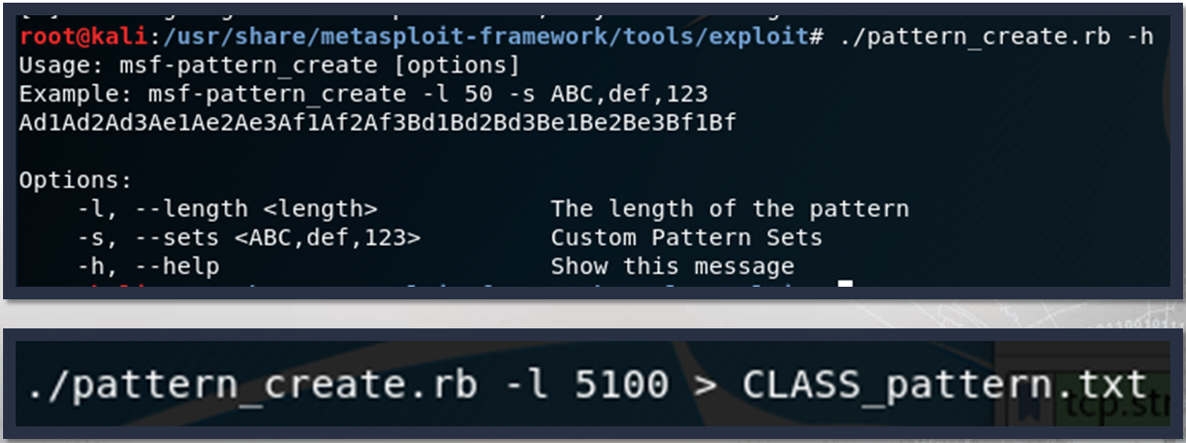 root@kali:/usr/share/metasploit-framework/tools/exploit# ./pattern_create.rb -h
Usage: msf-pattern_create [options]
Example: msf-pattern_create -l 50 -s ABC,def,123
Ad1Ad2Ad3Ae1Ae2Ae3Af1Af2Af3Bd1Bd2Bd3Be1Be2Be3Bf1Bf
Options:
-l, --length <length> The length of the pattern
-s, --sets <ABC,def,123> Custom Pattern Sets
-h, --help Show this message
./pattern_create.rb -l 5100 > CLASS_pattern.txt
tcp.str